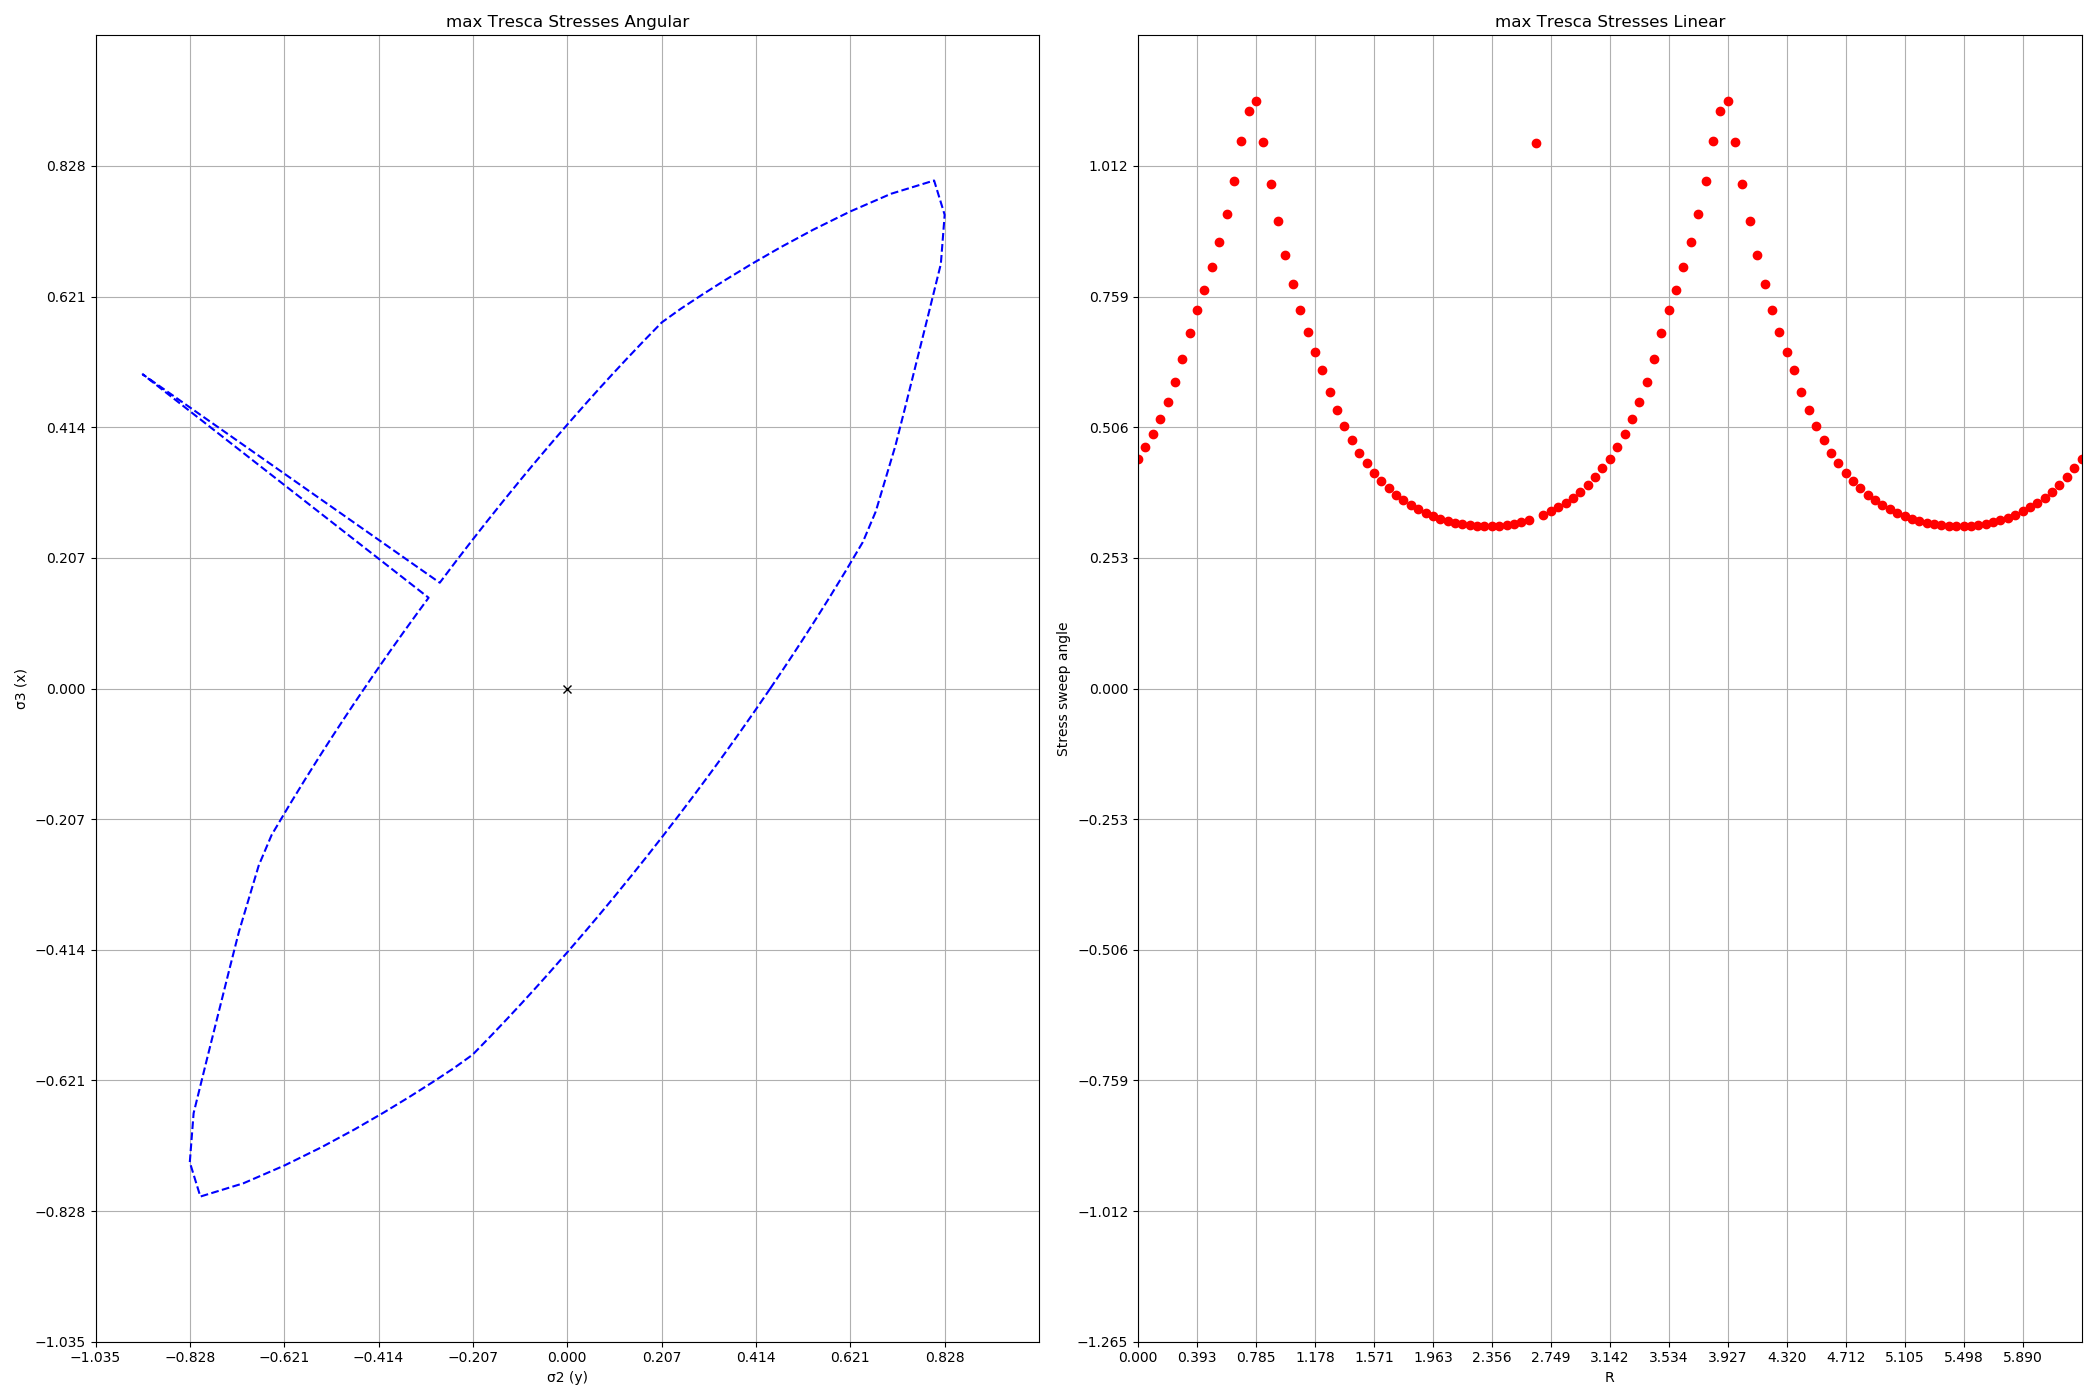 max Tresca Stresses Angular
σ3 (x)
0.828
0.621
0.414
0.207
0.000
−0.207
−0.414
−0.621
−0.828
−1.035
−1.035 −0.828 −0.621 −0.414 −0.207 0.000 0.207 0.414 0.621 0.828
σ2 (y)
max Tresca Stresses Linear
Stress sweep angle
1.012
0.759
0.506
0.253
0.000
−0.253
−0.506
−0.759
−1.012
−1.265
0.000 0.393 0.785 1.178 1.571 1.963 2.356 2.749 3.142 3.534 3.927 4.320 4.712 5.105 5.498 5.890
R